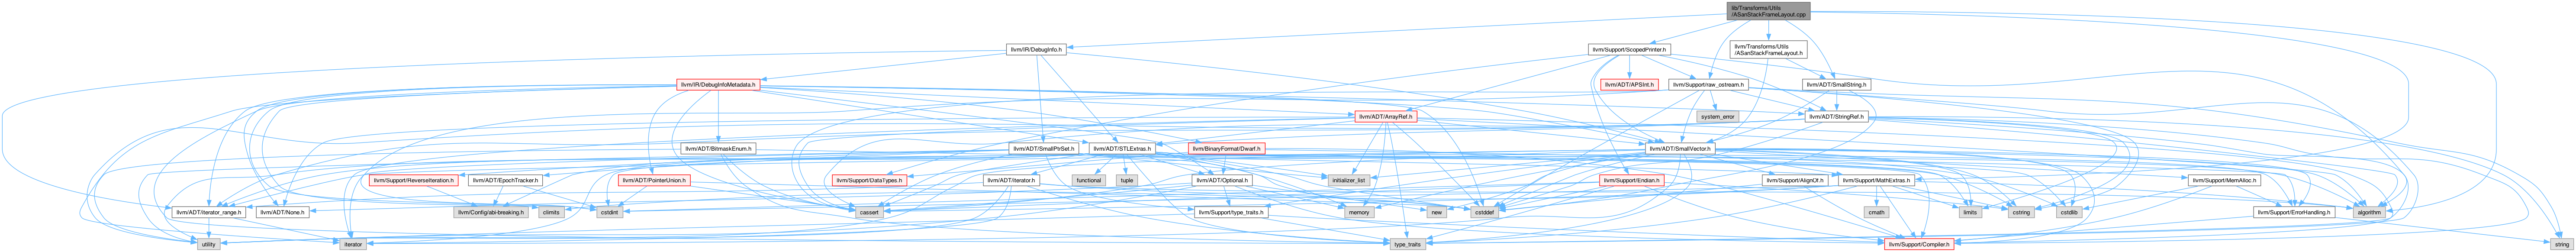 lib/Transforms/Utils
/ASanStackFrameLayout.cpp
llvm/IR/DebugInfo.h
llvm/Support/ScopedPrinter.h
llvm/Transforms/Utils
/ASanStackFrameLayout.h
llvm/IR/DebugInfoMetadata.h
llvm/ADT/APSInt.h
llvm/Support/raw_ostream.h
llvm/ADT/SmallString.h
system_error
llvm/ADT/ArrayRef.h
llvm/ADT/StringRef.h
llvm/ADT/BitmaskEnum.h
llvm/ADT/SmallPtrSet.h
llvm/ADT/STLExtras.h
llvm/BinaryFormat/Dwarf.h
llvm/ADT/SmallVector.h
llvm/Support/ReverseIteration.h
llvm/ADT/EpochTracker.h
llvm/ADT/PointerUnion.h
llvm/Support/DataTypes.h
functional
tuple
llvm/ADT/iterator.h
llvm/ADT/Optional.h
initializer_list
llvm/Support/Endian.h
llvm/Support/AlignOf.h
llvm/Support/MathExtras.h
llvm/Support/MemAlloc.h
llvm/ADT/iterator_range.h
llvm/ADT/None.h
llvm/Config/abi-breaking.h
climits
cstdint
cassert
llvm/Support/type_traits.h
memory
new
cstddef
cmath
limits
cstring
cstdlib
llvm/Support/ErrorHandling.h
algorithm
utility
iterator
type_traits
llvm/Support/Compiler.h
string